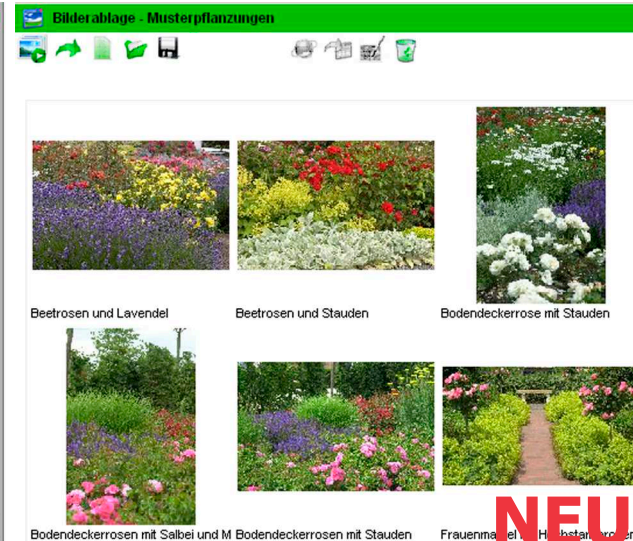 Bilderablage - Musterpflanzungen
Beetrosen und Lavendel
Beetrosen und Stauden
Bodendeckerrose mit Stauden
Bodendeckerrosen mit Salbei und M
Bodendeckerrosen mit Stauden
NEU